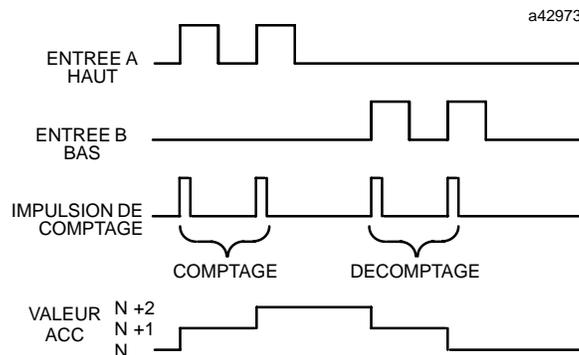 a42973
ENTREE A
HAUT
ENTREE B
BAS
IMPULSION DE
COMPTAGE
COMPTAGE DECOMPTAGE
VALEUR
ACC
N +2
N +1
N